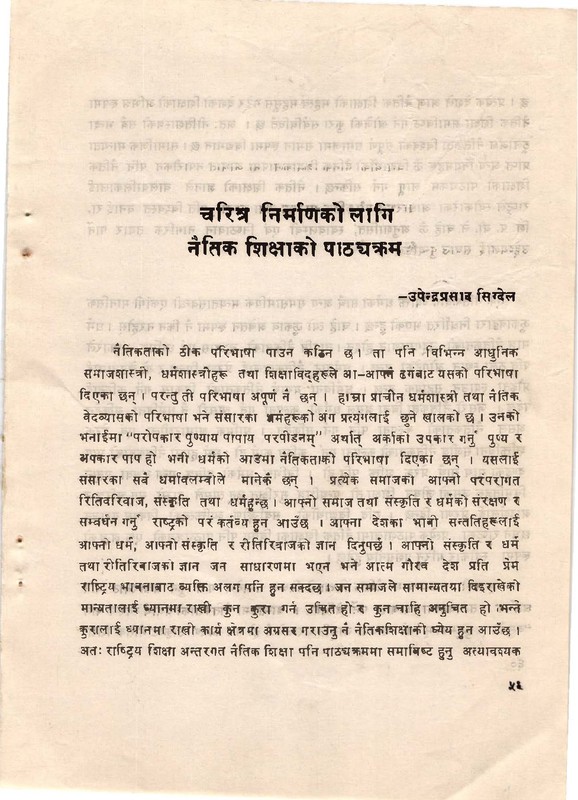 चरित्र निर्माणको लागि
नैतिक शिक्षाको पाठ्यक्रम
—उपेन्द्रप्रसाद सिग्देल
नैतिकताको ठीक परिभाषा पाउन कठिन छ । ता पनि विभिन्न आधुनिक
समाजशास्त्री, धर्मशास्त्रीहरू तथा शिक्षाविद्हरूले आ-आफ्नै ढंगबाट यसको परिभाषा
दिएका छन् । परन्तु ती परिभाषा अपूर्ण नै छन् । हाम्रा प्राचीन धर्मशास्त्री तथा नैतिक
वेदव्यासको परिभाषा भने संसारका धर्महरूको अंग प्रत्यंगलाई छुने खालको छ । उनको
भनाईमा "परोपकार पुण्याय पापाय परपीडनम्" अर्थात् अर्काको उपकार गर्नु पुण्य र
अपकार पाप हो भनी धर्मको आडमा नैतिकताको परिभाषा दिएका छन् । यसलाई
संसारका सबै धर्मावलम्वीले मानेकै छन् । प्रत्येक समाजको आफ्नो परंपरागत
रितिवरिवाज, संस्कृति तथा धर्महुन्छ । आफ्नो समाज तथा संस्कृति र धर्मको संरक्षण र
सम्वर्धन गर्नु राष्ट्रको परं कर्तव्य हुन आउँछ । आफ्ना देशका भाबी सन्ततिहरूलाई
आफ्नो धर्म, आफ्नो संस्कृति र रीतिरिवाजको ज्ञान दिनुपर्छ । आफ्नो संस्कृति र धर्म
तथा रीतिरिवाजको ज्ञान जन साधारणमा भएन भने आत्म गौरव देश प्रति प्रेम
राष्ट्रिय भावनाबाट व्यक्ति अलग पनि हुन सक्दछ । जन समाजले सामान्यतया दिइराखेको
मान्यतालाई ध्यानमा राखी कुन कुरा गर्न उचित हो र कुन चाहि अनुचित हो भन्ने
कुरालाई ध्यानमा राखी कार्य क्षेत्रमा अग्रसर गराउनु नै नैतिकशिक्षाको ध्येय हुन आउँछ ।
अतः राष्ट्रिय शिक्षा अन्तरगत नैतिक शिक्षा पनि पाठ्यक्रममा समाबिष्ट हुनु अत्यावश्यक
५६